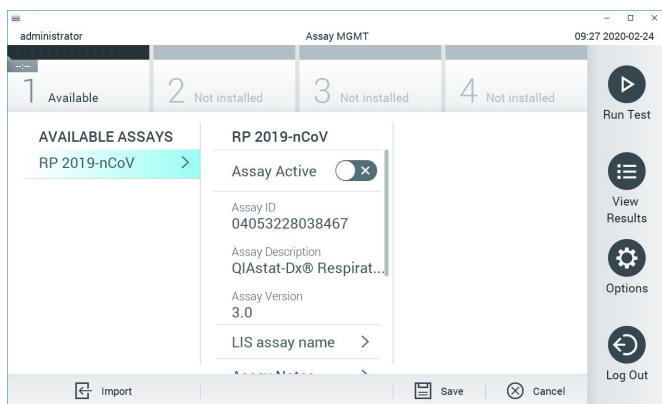 administrator
Assay MGMT
09:27 2020-02-24
--:--
1 Available
2 Not installed
3 Not installed
4 Not installed
AVAILABLE ASSAYS
RP 2019-nCoV
RP 2019-nCoV
Assay Active
Assay ID
04053228038467
Assay Description
QIAstat-Dx® Respirat...
Assay Version
3.0
LIS assay name
Run Test
View
Results
Options
Log Out
Import
Save
Cancel